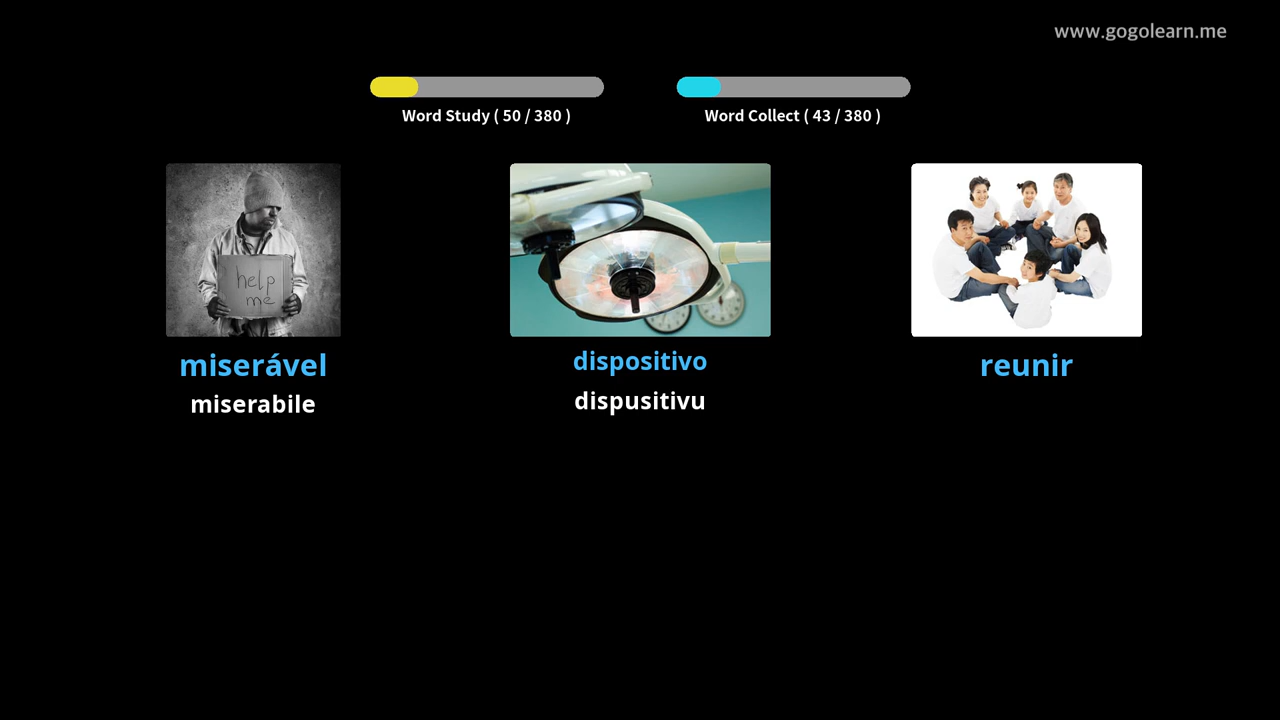 www.gogolearn.me
Word Study ( 50 / 380 )
Word Collect ( 43 / 380 )
help
me
miserável
miserabile
dispositivo
dispusitivu
reunir